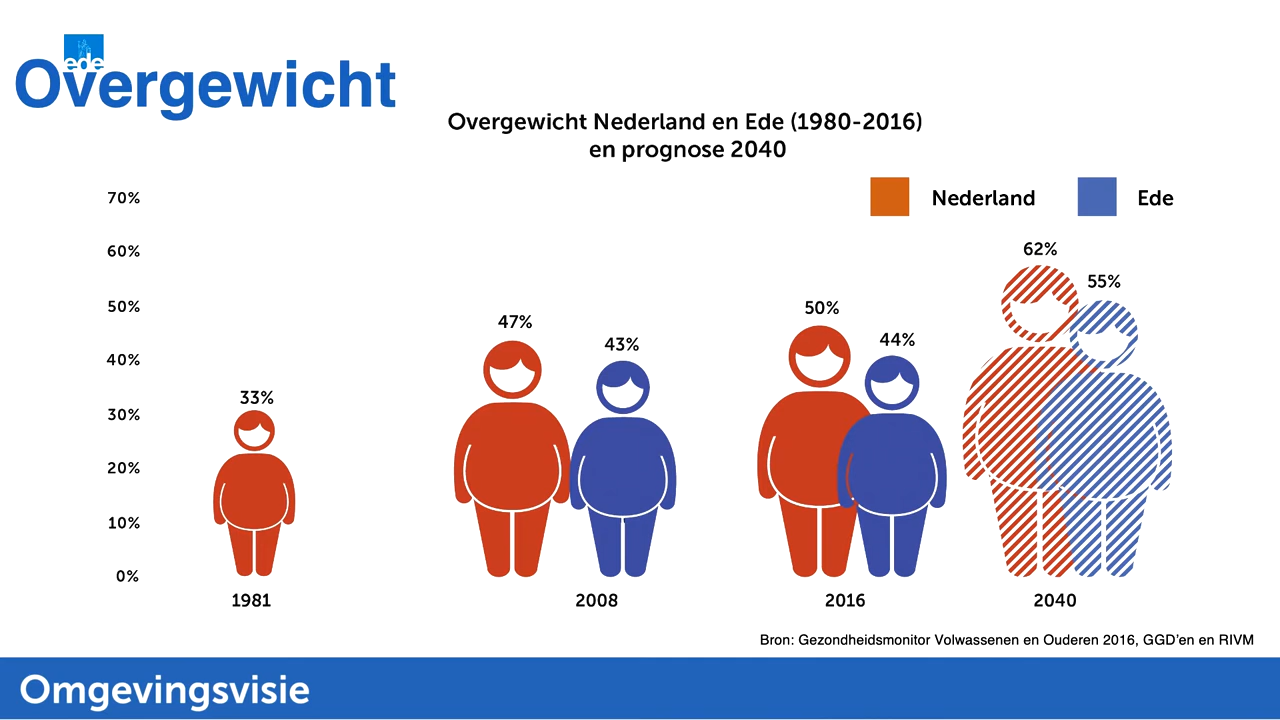 ede
Overgewicht
Overgewicht Nederland en Ede (1980-2016)
en prognose 2040
Nederland
Ede
70%
60%
50%
40%
30%
20%
10%
0%
33%
47%
43%
50%
44%
62%
55%
1981
2008
2016
2040
Bron: Gezondheidsmonitor Volwassenen en Ouderen 2016, GGD'en en RIVM
Omgevingsvisie